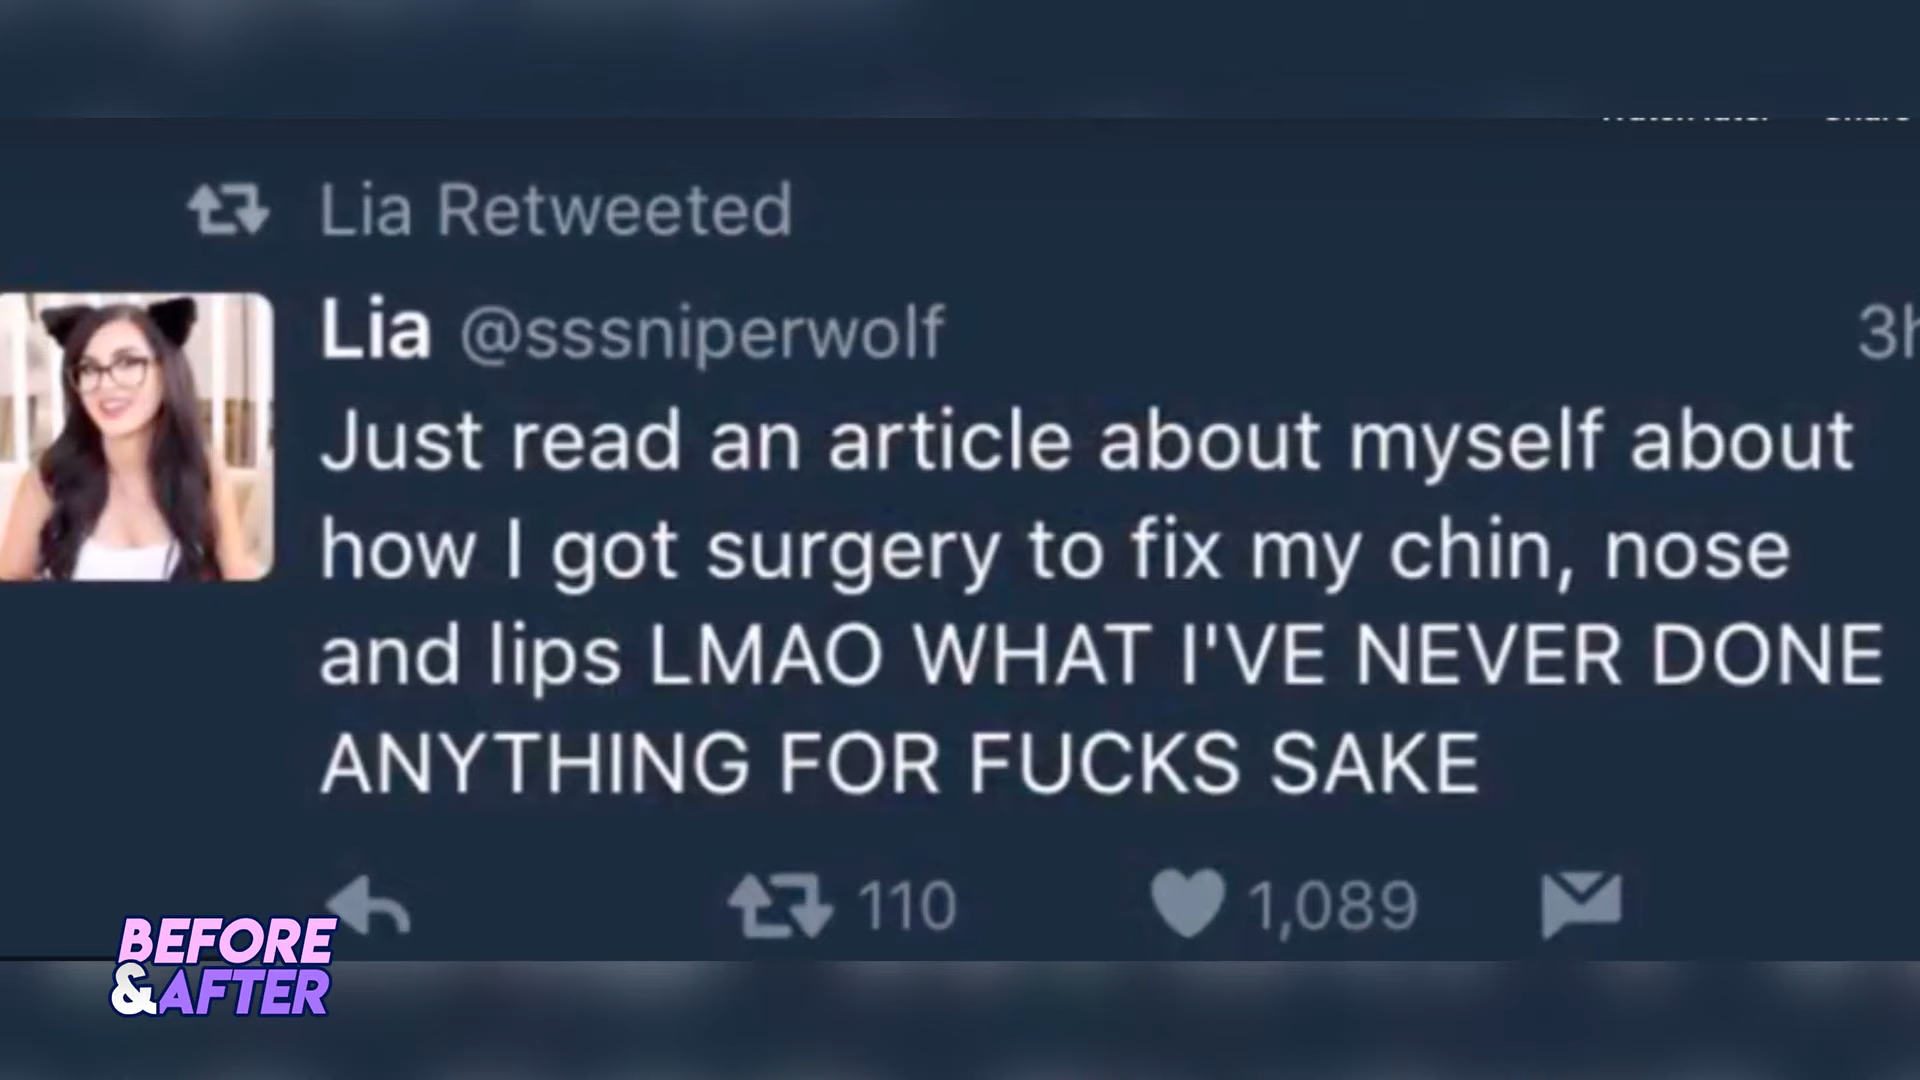 Lia Retweeted
Lia @sssniperwolf
3h
Just read an article about myself about
how I got surgery to fix my chin, nose
and lips LMAO WHAT I'VE NEVER DONE
ANYTHING FOR FUCKS SAKE
110 1,089
BEFORE
&AFTER